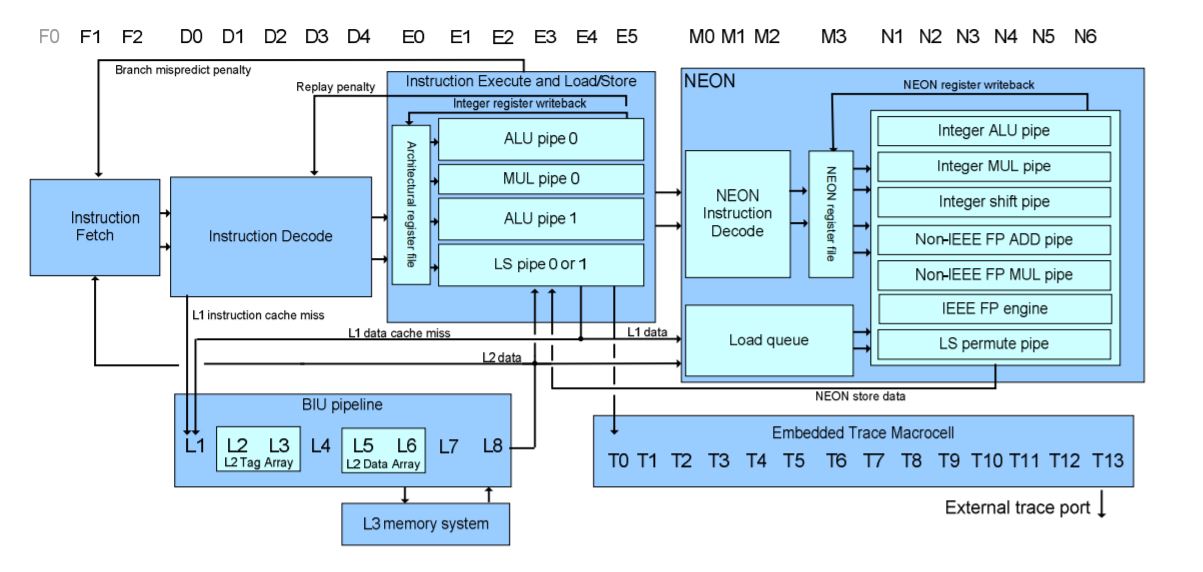 F0 F1 F2 D0 D1 D2 D3 D4 E0 E1 E2 E3 E4 E5 M0 M1 M2 M3 N1 N2 N3 N4 N5 N6
Branch mispredict penalty
Replay penalty
Instruction Execute and Load/Store
Integer register writeback
Architectural register file
ALU pipe 0
MUL pipe 0
ALU pipe 1
LS pipe 0 or 1
Instruction
Fetch
Instruction Decode
NEON
NEON register writeback
NEON
Instruction
Decode
NEON register file
Integer ALU pipe
Integer MUL pipe
Integer shift pipe
Non-IEEE FP ADD pipe
Non-IEEE FP MUL pipe
IEEE FP engine
LS permute pipe
Load queue
L1 instruction cache miss
L1 data cache miss
L1 data
L2 data
NEON store data
BIU pipeline
L1 L2 L3 L4 L5 L6 L7 L8
L2 Tag Array
L2 Data Array
L3 memory system
Embedded Trace Macrocell
T0 T1 T2 T3 T4 T5 T6 T7 T8 T9 T10 T11 T12 T13
External trace port